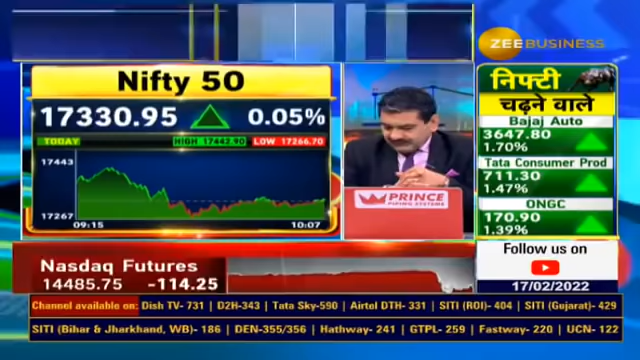 ZEE BUSINESS
Nifty 50
17330.95 0.05%
TODAY HIGH 17442.90 LOW 17266.70
17443
17267
09:15 10:07
PRINCE
PIPING SYSTEMS
निफ्टी
चढ़ने वाले
Bajaj Auto
3647.80
1.70%
Tata Consumer Prod
711.30
1.47%
ONGC
170.90
1.39%
Follow us on
17/02/2022
Nasdaq Futures
14485.75 -114.25
Channel available on: Dish TV- 731 | D2H-343 | Tata Sky-590 | Airtel DTH- 331 | SITI (ROI)- 404 | SITI (Gujarat)- 429
SITI (Bihar & Jharkhand, WB)- 186 | DEN-355/356 | Hathway- 241 | GTPL- 259 | Fastway- 220 | UCN- 122